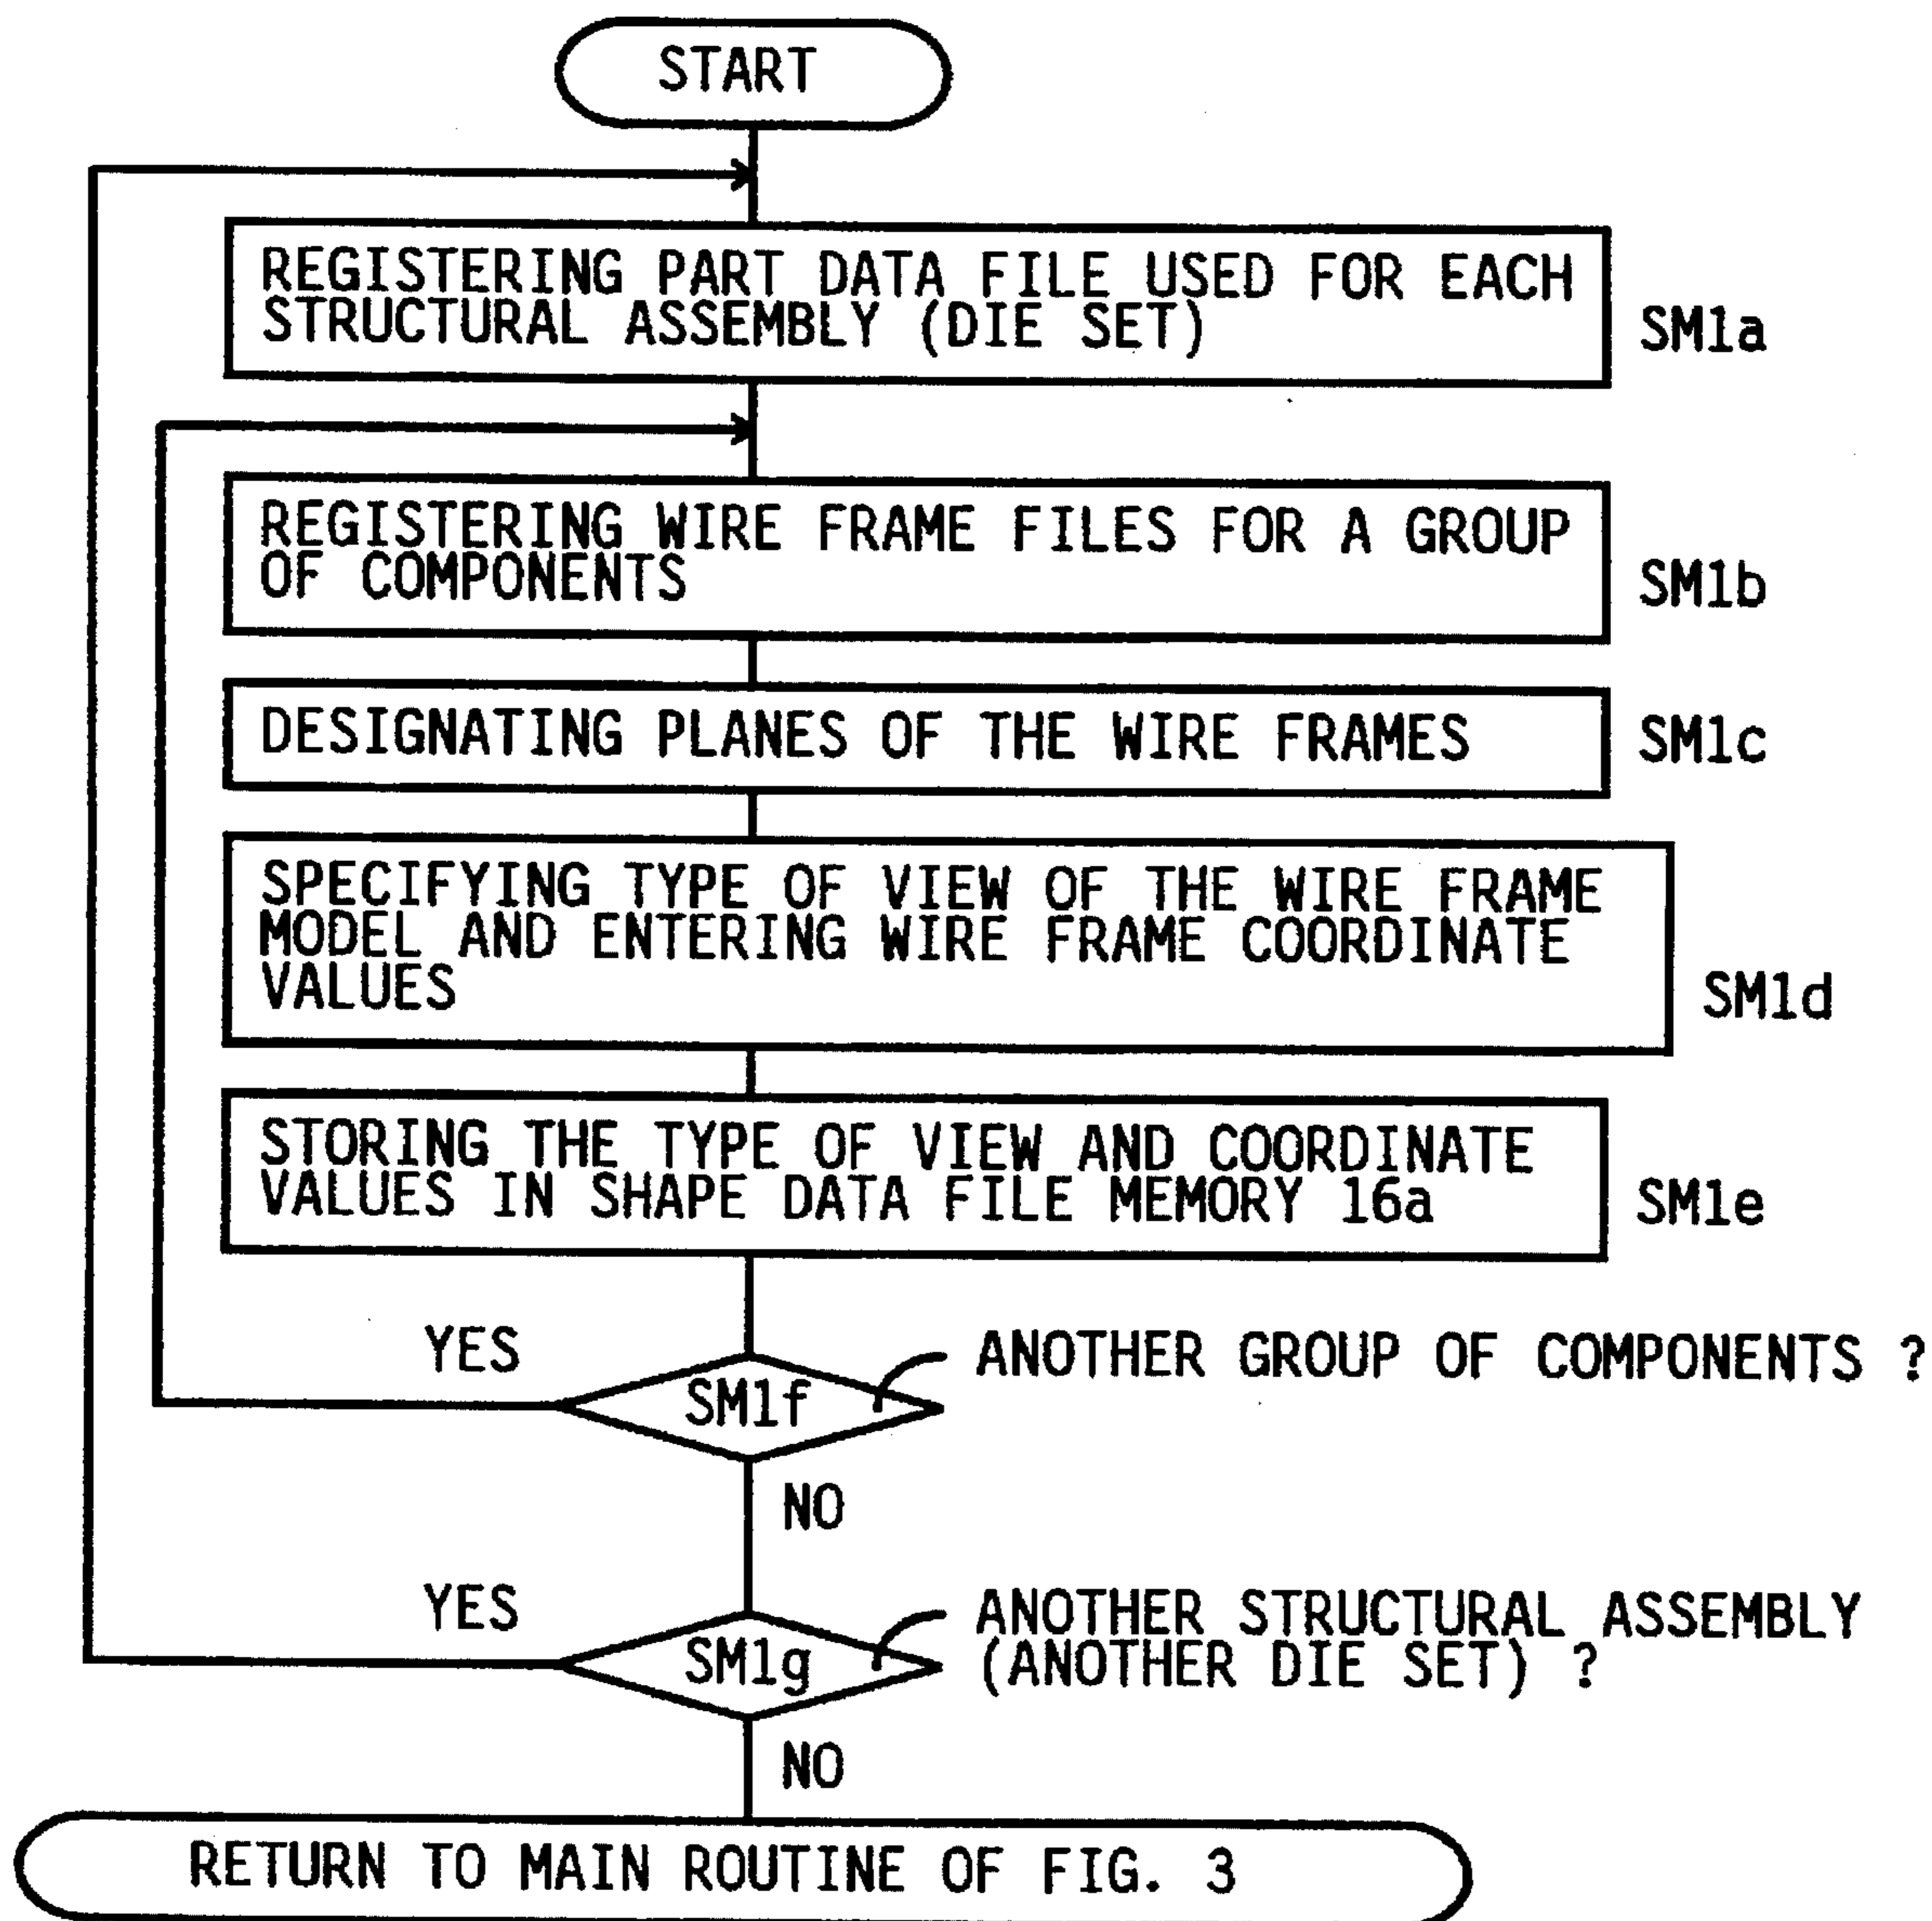 START
REGISTERING PART DATA FILE USED FOR EACH
STRUCTURAL ASSEMBLY (DIE SET)
SM1a
REGISTERING WIRE FRAME FILES FOR A GROUP
OF COMPONENTS
SM1b
DESIGNATING PLANES OF THE WIRE FRAMES
SM1c
SPECIFYING TYPE OF VIEW OF THE WIRE FRAME
MODEL AND ENTERING WIRE FRAME COORDINATE
VALUES
SM1d
STORING THE TYPE OF VIEW AND COORDINATE
VALUES IN SHAPE DATA FILE MEMORY 16a
SM1e
YES
ANOTHER GROUP OF COMPONENTS ?
SM1f
NO
YES
ANOTHER STRUCTURAL ASSEMBLY
(ANOTHER DIE SET) ?
SM1g
NO
RETURN TO MAIN ROUTINE OF FIG. 3